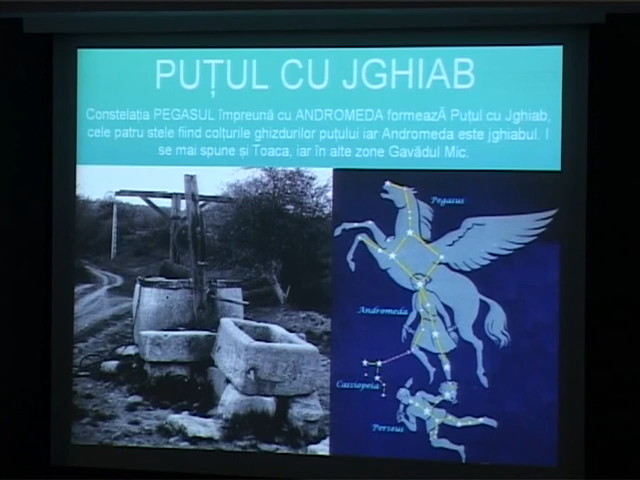 PUȚUL CU JGHIAB
Constelația PEGASUL împreună cu ANDROMEDA formeazĂ Puțul cu Jghiab,
cele patru stele fiind colțurile ghizdurilor puțului iar Andromeda este jghiabul. I
se mai spune și Toaca, iar în alte zone Gavădul Mic.
Pegasus
Andromeda
Cassiopeia
Perseus